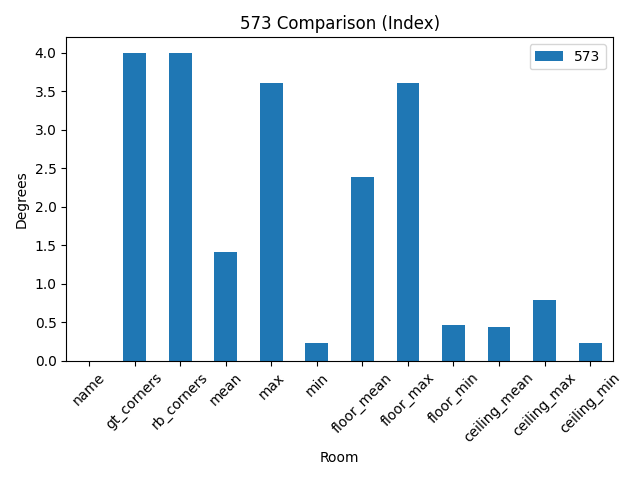 573 Comparison (Index)
573
Degrees
4.0
3.5
3.0
2.5
2.0
1.5
1.0
0.5
0.0
name
gt_corners
rb_corners
mean
max
min
floor_mean
floor_max
floor_min
ceiling_mean
ceiling_max
ceiling_min
Room